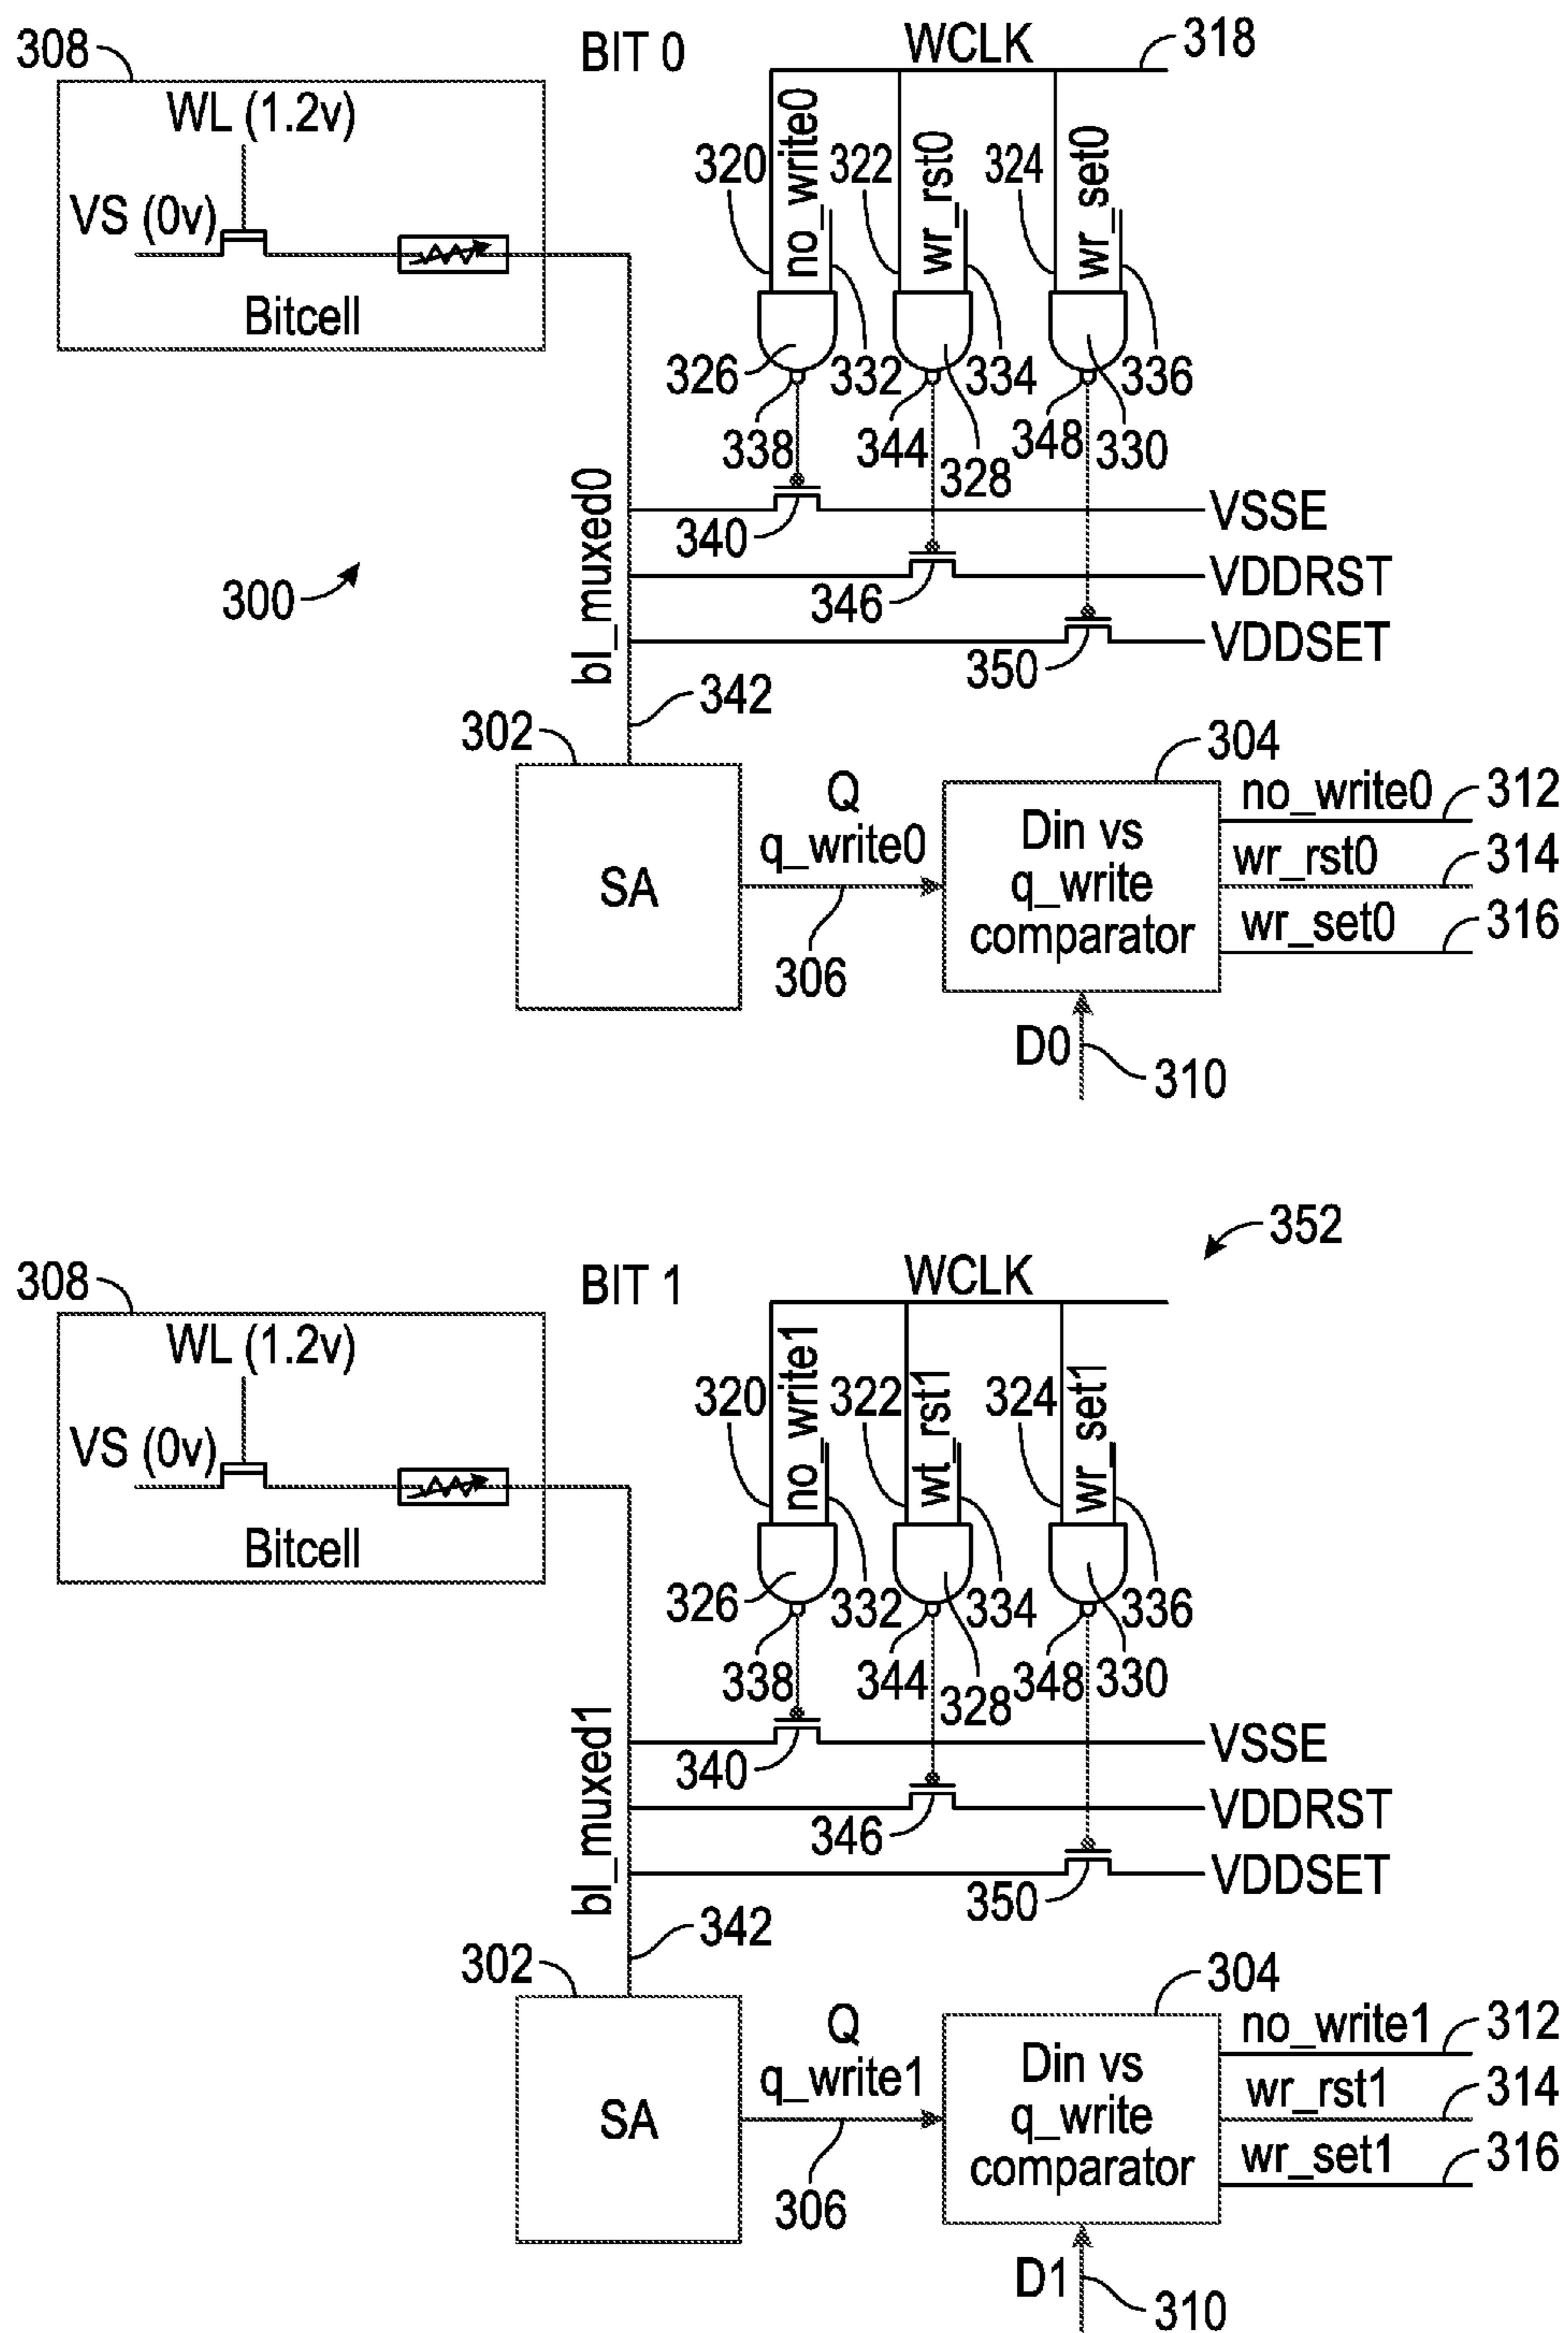 308
BIT 0
WCLK
318
WL (1.2v)
VS (0v)
Bitcell
320
no_write0
322
wr_rst0
324
wr_set0
326
332
334
336
338
344
328
348
330
bl_muxed0
340
VSSE
300
346
VDDRST
350
VDDSET
342
302
304
SA
Q
q_write0
306
Din vs
q_write
comparator
no_write0
312
wr_rst0
314
wr_set0
316
D0
310
352
308
BIT 1
WCLK
WL (1.2v)
VS (0v)
Bitcell
320
no_write1
322
wt_rst1
324
wr_set1
326
332
334
336
338
344
328
348
330
bl_muxed1
340
VSSE
346
VDDRST
350
VDDSET
342
302
304
SA
Q
q_write1
306
Din vs
q_write
comparator
no_write1
312
wr_rst1
314
wr_set1
316
D1
310